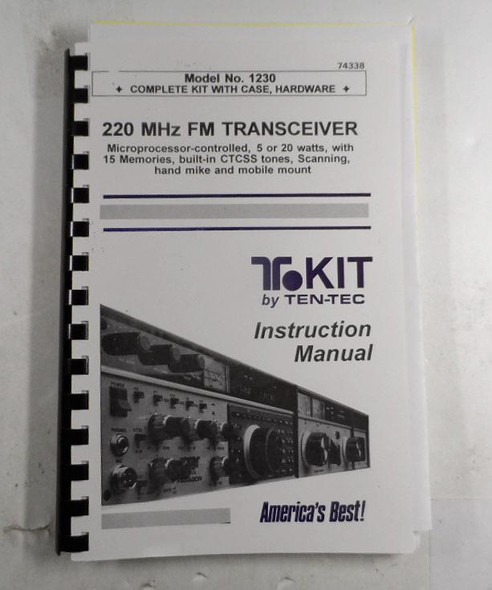 74338
Model No. 1230
✦ COMPLETE KIT WITH CASE, HARDWARE ✦
220 MHz FM TRANSCEIVER
Microprocessor-controlled, 5 or 20 watts, with
15 Memories, built-in CTCSS tones, Scanning,
hand mike and mobile mount
T-KIT
by TEN-TEC
Instruction
Manual
POWER
PHONES
America's Best!